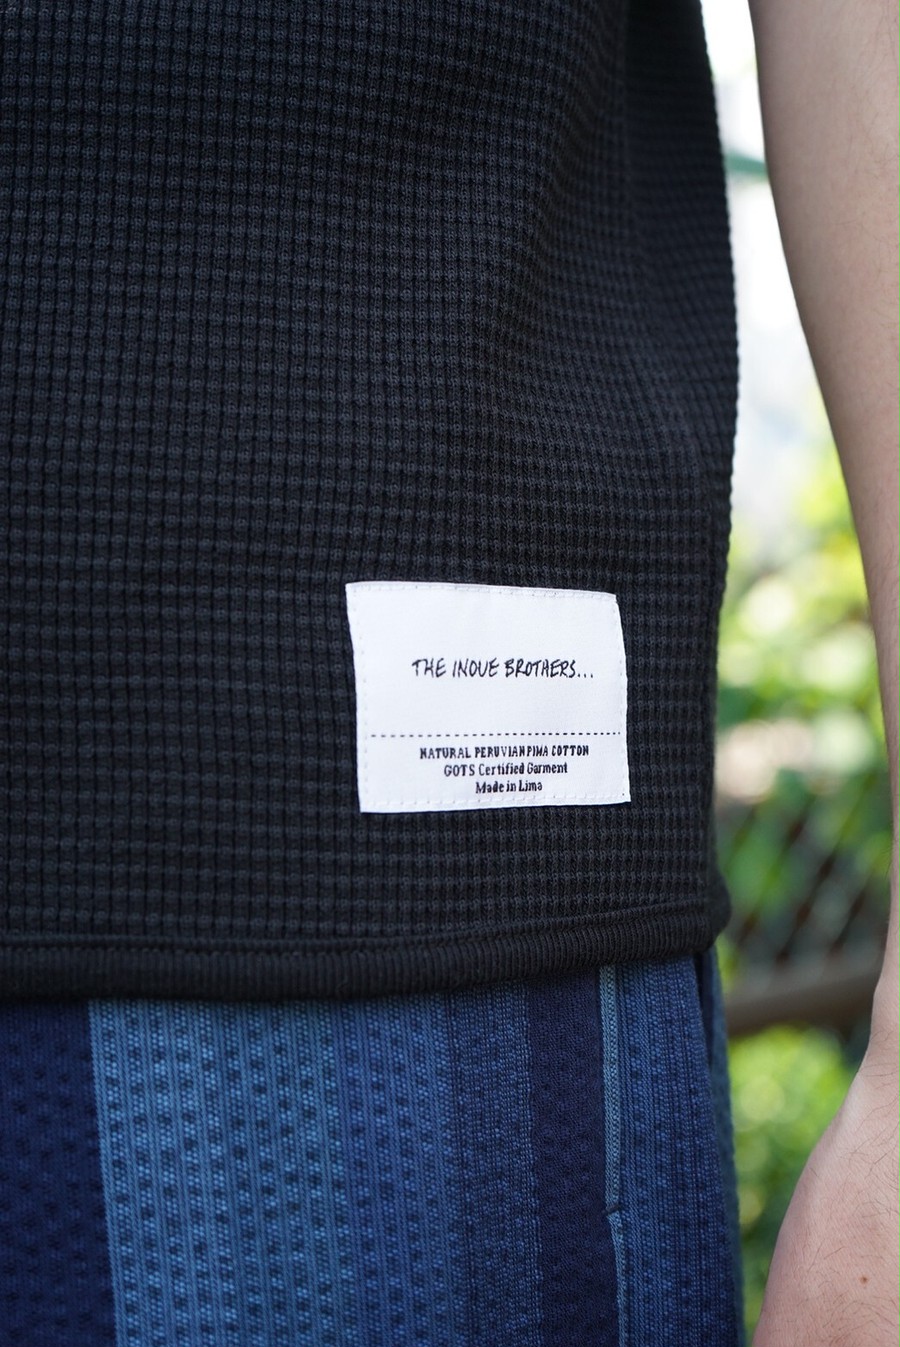 THE INOUE BROTHERS...
NATURAL PERUVIAN PIMA COTTON
GOTS Certified Garment
Made in Lima